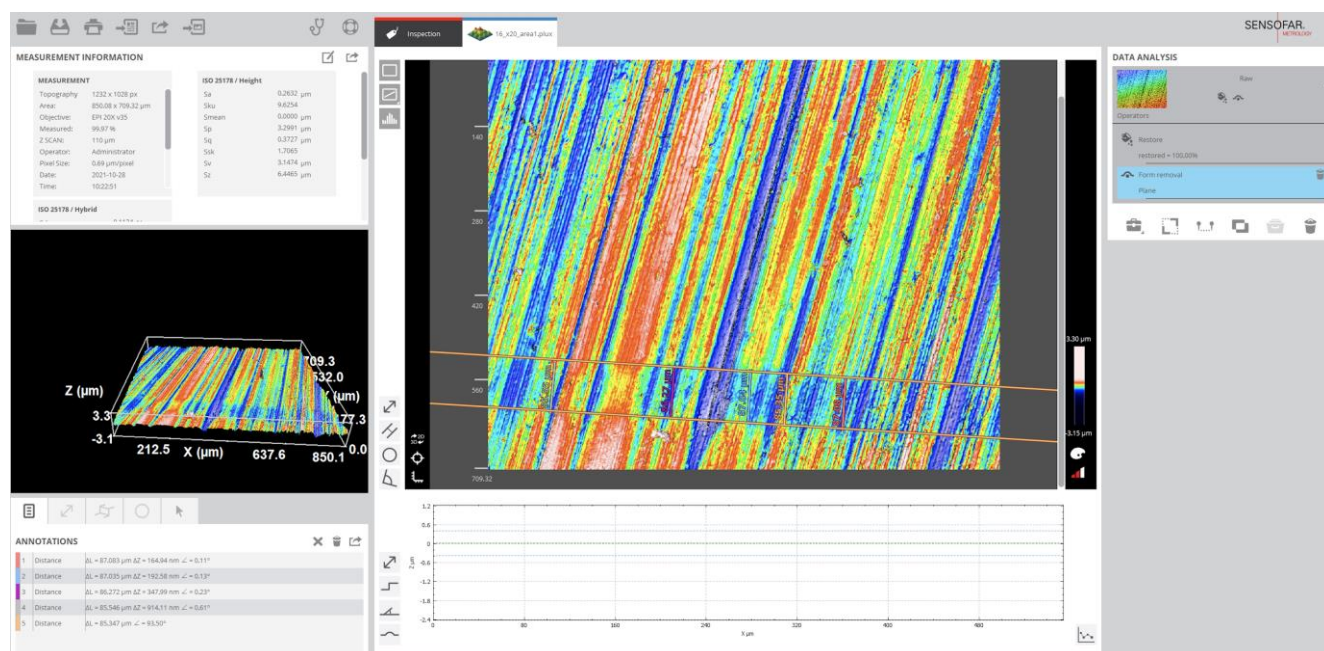 Inspection
16_x20_area1.plux
SENSOFAR
METROLOGY
MEASUREMENT INFORMATION
MEASUREMENT
Topography 1232 x 1028 px
Area: 850.08 x 709.32 µm
Objective: EPI 20X v35
Measured: 99.97 %
Z SCAN: 110 µm
Operator: Administrator
Pixel Size: 0.69 µm/pixel
Date: 2021-10-28
Time: 10:22:51
ISO 25178 / Height
Sa 0,2632 µm
Sku 9,6254
Smean 0,0000 µm
Sp 3,2991 µm
Sq 0,3727 µm
Ssk 1,7065
Sv 3,1474 µm
Sz 6,4465 µm
ISO 25178 / Hybrid
Z (µm)
3.3
-3.1
212.5
X (µm)
637.6
850.1
0.0
177.3
(µm)
532.0
709.3
ANNOTATIONS
1 Distance ΔL = 87,083 µm ΔZ = 164,94 nm ∠ = 0,11°
2 Distance ΔL = 87,035 µm ΔZ = 192,58 nm ∠ = 0,13°
3 Distance ΔL = 86,272 µm ΔZ = 347,99 nm ∠ = 0,23°
4 Distance ΔL = 85,546 µm ΔZ = 914,11 nm ∠ = 0,61°
5 Distance ΔL = 85,347 µm ∠ = 93,50°
140
280
420
560
709.32
2D
3D
3.30 µm
-3.15 µm
1.2
0.6
0
-0.6
-1.2
-1.8
-2.4
Z µm
0 80 160 240 320 400 480
X µm
DATA ANALYSIS
Raw
Operators
Restore
restored = 100,00%
Form removal
Plane